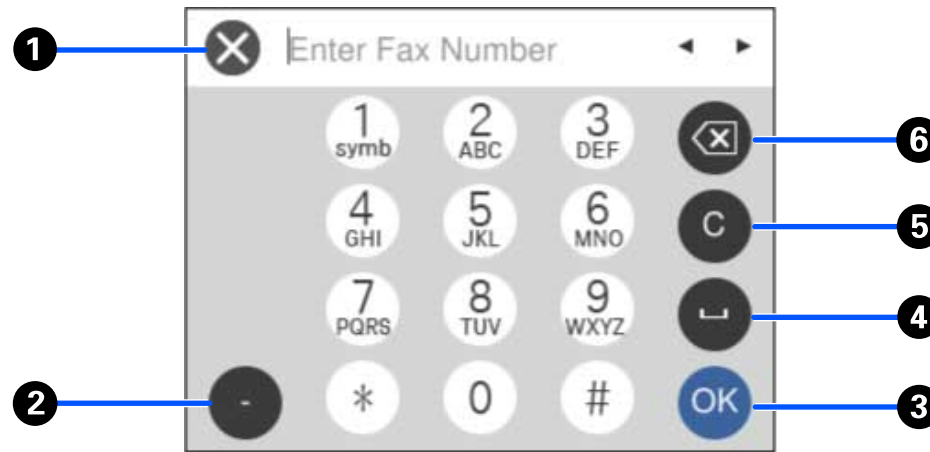 1 Enter Fax Number
1 2 3
symb ABC DEF 6
4 5 6 C 5
GHI JKL MNO
7 8 9
PQRS TUV WXYZ 4
2 - * 0 # OK 3